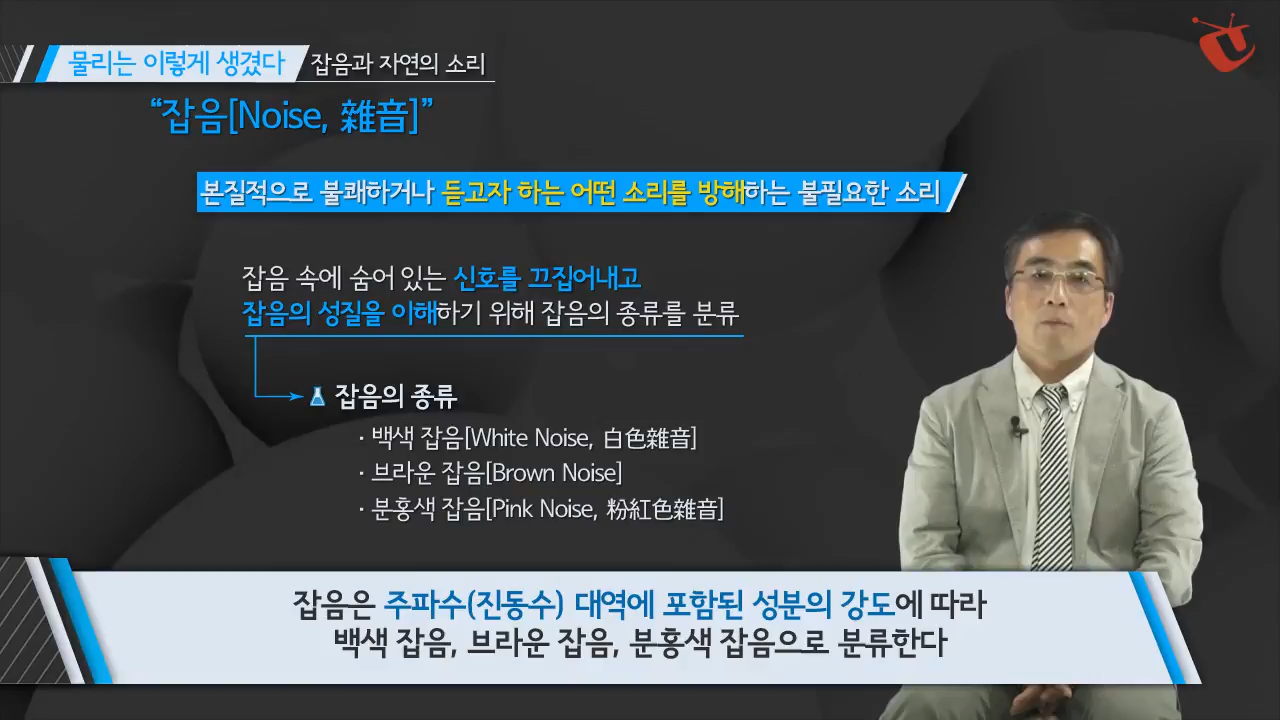 물리는 이렇게 생겼다 잡음과 자연의 소리
“잡음[Noise, 雜音]”
본질적으로 불쾌하거나 듣고자 하는 어떤 소리를 방해하는 불필요한 소리
잡음 속에 숨어 있는 신호를 끄집어내고
잡음의 성질을 이해하기 위해 잡음의 종류를 분류
잡음의 종류
· 백색 잡음[White Noise, 白色雜音]
· 브라운 잡음[Brown Noise]
· 분홍색 잡음[Pink Noise, 粉紅色雜音]
잡음은 주파수(진동수) 대역에 포함된 성분의 강도에 따라
백색 잡음, 브라운 잡음, 분홍색 잡음으로 분류한다